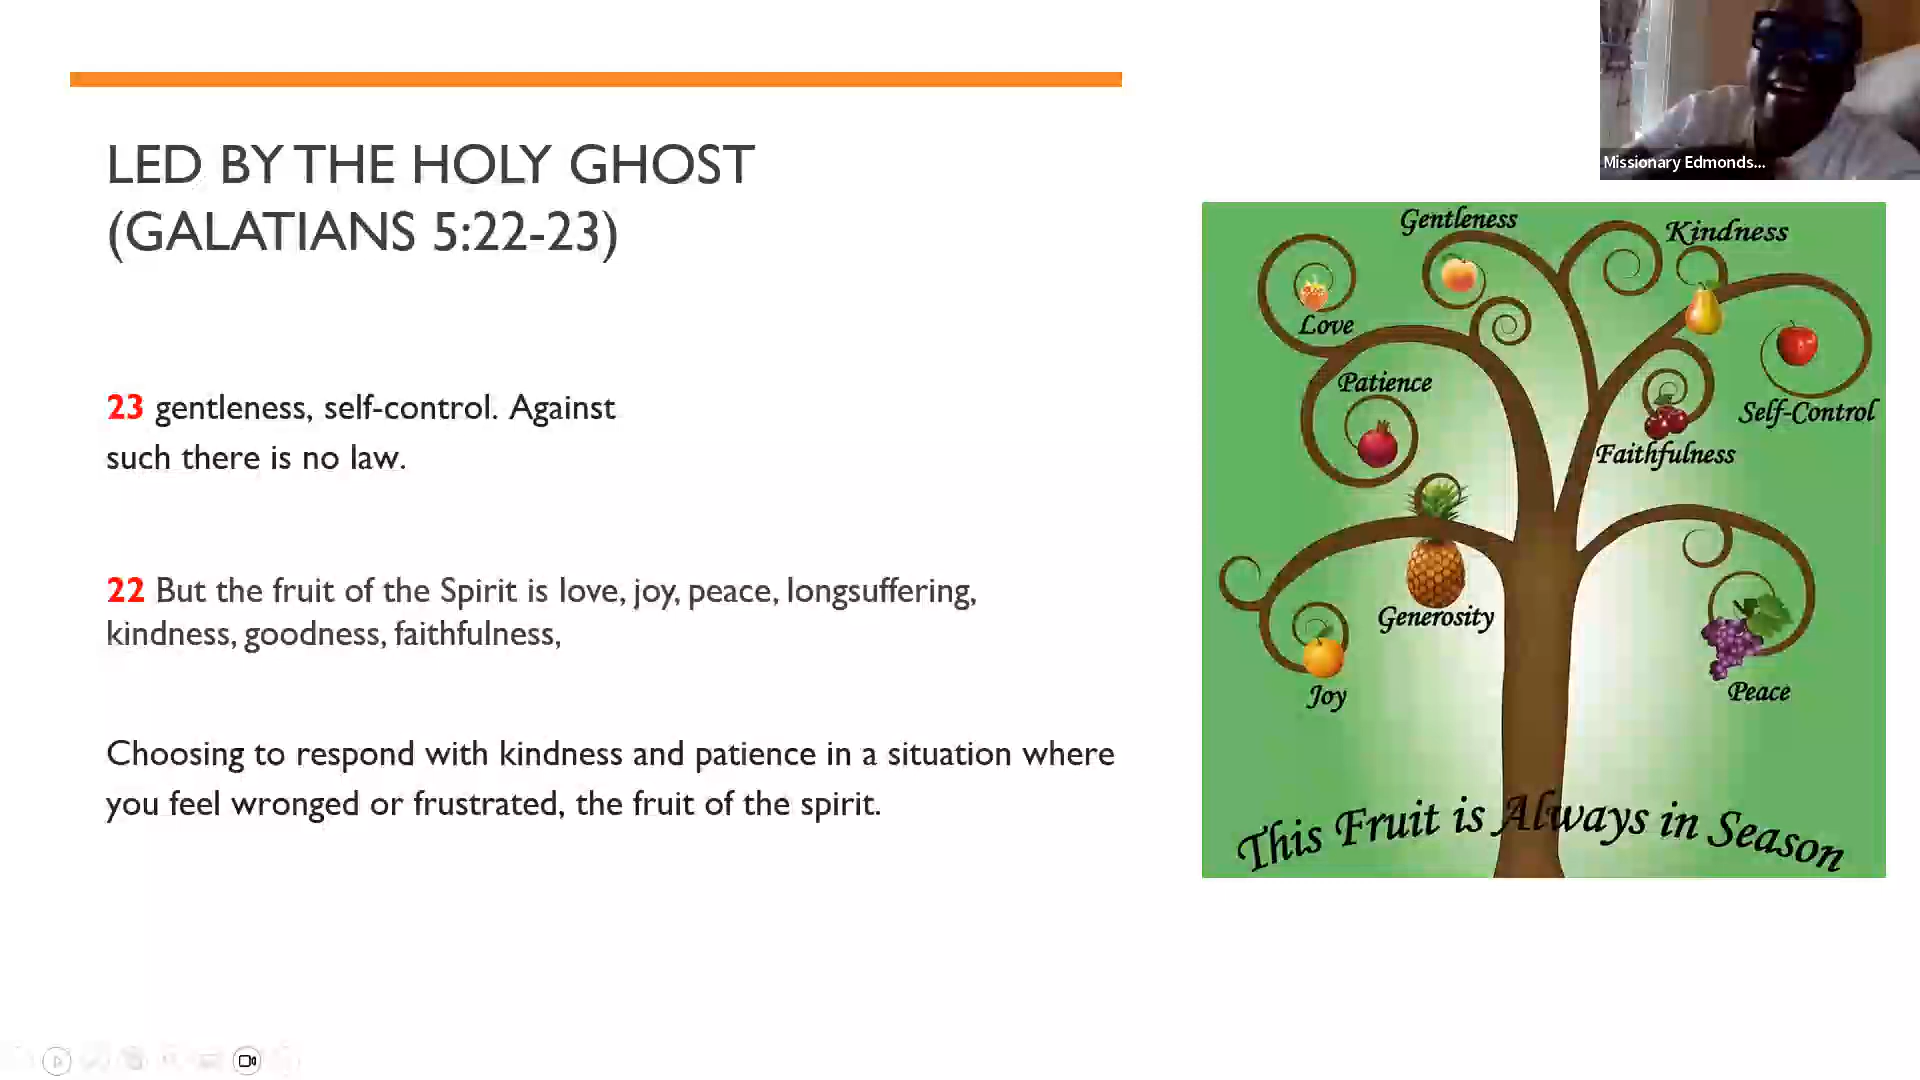 LED BY THE HOLY GHOST
(GALATIANS 5:22-23)
23 gentleness, self-control. Against
such there is no law.
22 But the fruit of the Spirit is love, joy, peace, longsuffering,
kindness, goodness, faithfulness,
Choosing to respond with kindness and patience in a situation where
you feel wronged or frustrated, the fruit of the spirit.
Missionary Edmonds...
Gentleness
Kindness
Love
Patience
Self-Control
Faithfulness
Generosity
Joy
Peace
This Fruit is Always in Season